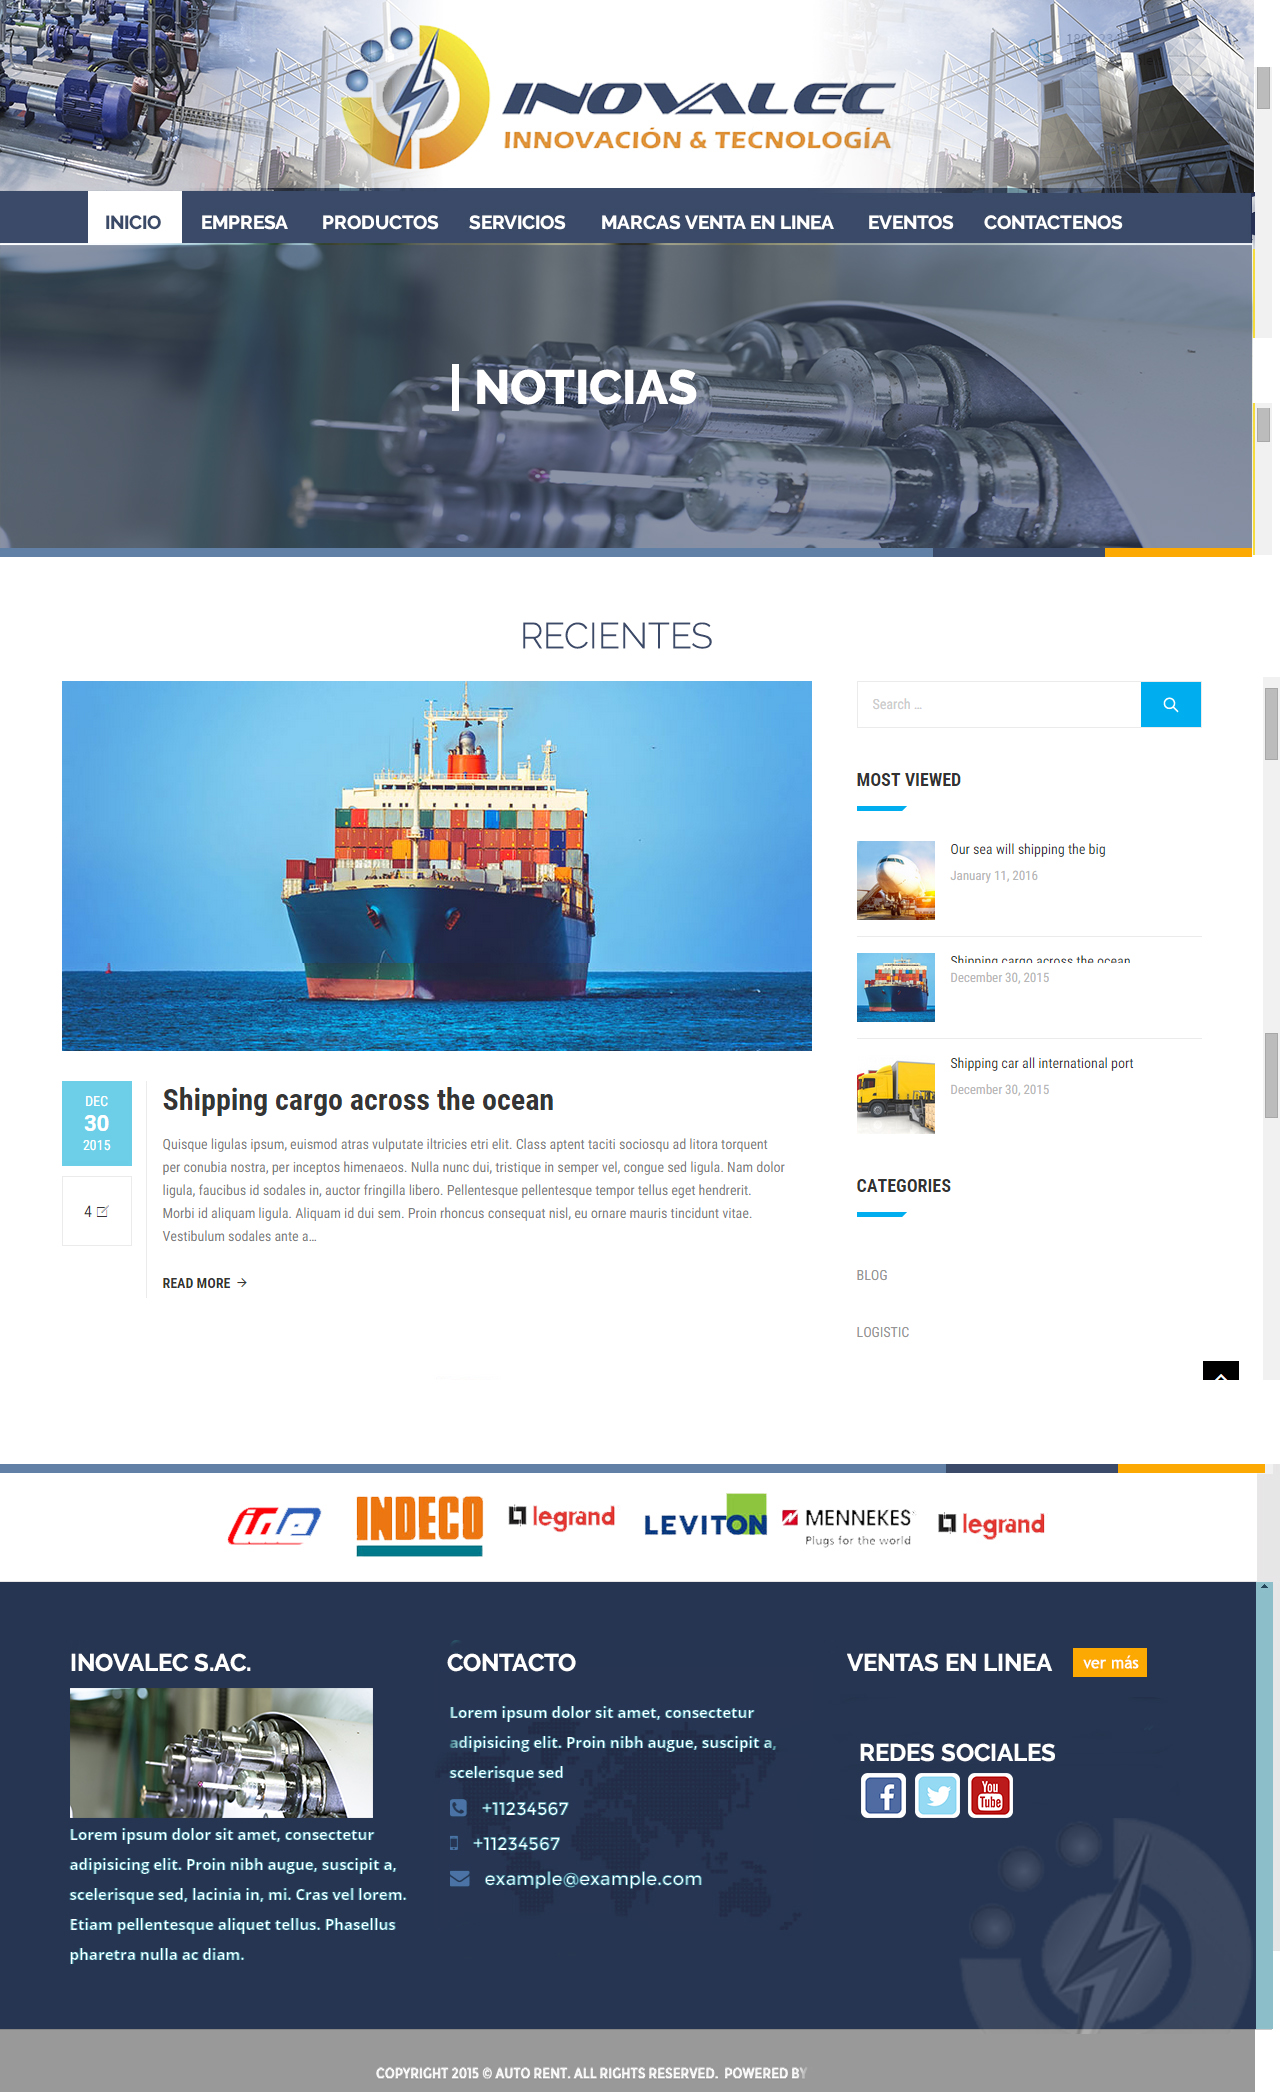 INOVALEC
INNOVACIÓN & TECNOLOGÍA
INICIO EMPRESA PRODUCTOS SERVICIOS MARCAS VENTA EN LINEA EVENTOS CONTACTENOS
| NOTICIAS
RECIENTES
Search ...
MOST VIEWED
Our sea will shipping the big
January 11, 2016
Shipping cargo across the ocean
December 30, 2015
Shipping car all international port
December 30, 2015
CATEGORIES
BLOG
LOGISTIC
DEC
30
2015
4
Shipping cargo across the ocean
Quisque ligulas ipsum, euismod atras vulputate iltricies etri elit. Class aptent taciti sociosqu ad litora torquent
per conubia nostra, per inceptos himenaeos. Nulla nunc dui, tristique in semper vel, congue sed ligula. Nam dolor
ligula, faucibus id sodales in, auctor fringilla libero. Pellentesque pellentesque tempor tellus eget hendrerit.
Morbi id aliquam ligula. Aliquam id dui sem. Proin rhoncus consequat nisl, eu ornare mauris tincidunt vitae.
Vestibulum sodales ante a...
READ MORE →
INDECO
legrand
LEVITON
MENNEKES
Plugs for the world
legrand
INOVALEC S.AC.
Lorem ipsum dolor sit amet, consectetur
adipisicing elit. Proin nibh augue, suscipit a,
scelerisque sed, lacinia in, mi. Cras vel lorem.
Etiam pellentesque aliquet tellus. Phasellus
pharetra nulla ac diam.
CONTACTO
Lorem ipsum dolor sit amet, consectetur
adipisicing elit. Proin nibh augue, suscipit a,
scelerisque sed
+11234567
+11234567
example@example.com
VENTAS EN LINEA ver más
REDES SOCIALES
You
Tube
COPYRIGHT 2015 © AUTO RENT. ALL RIGHTS RESERVED. POWERED BY